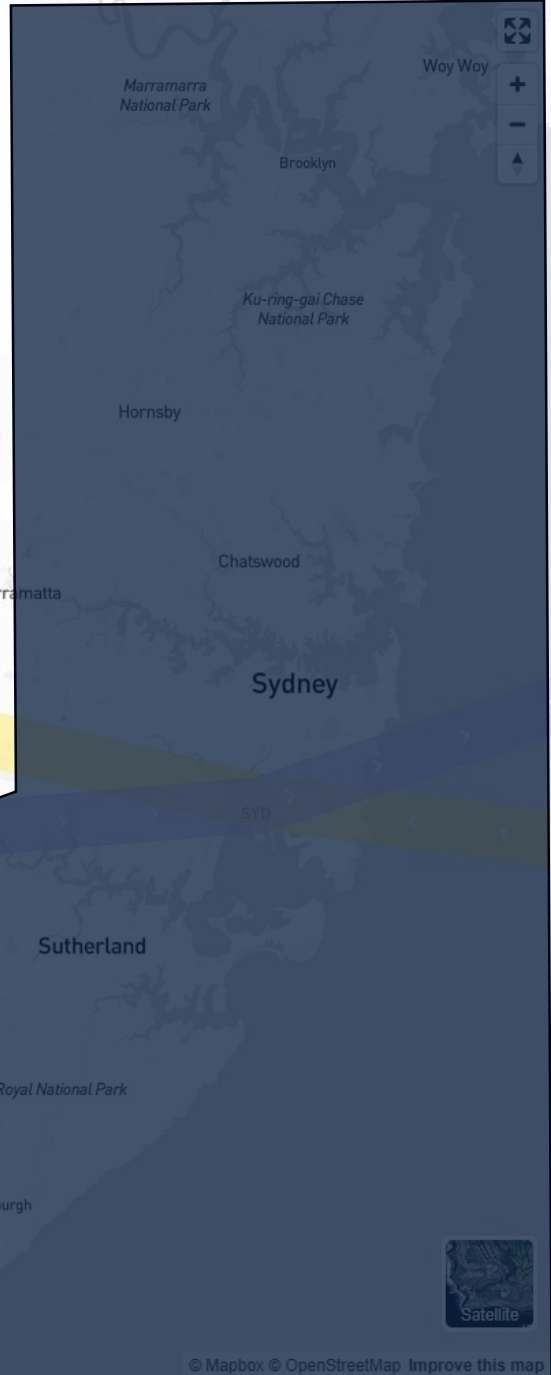 Woy Woy
Marramarra
National Park
+
−
Brooklyn
Ku-ring-gai Chase
National Park
Hornsby
Chatswood
rramatta
Sydney
SYD
Sutherland
Royal National Park
burgh
Satellite
© Mapbox © OpenStreetMap Improve this map